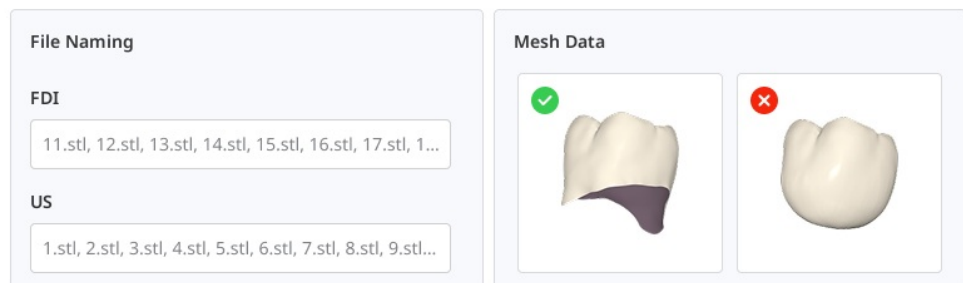 File Naming
FDI
11.stl, 12.stl, 13.stl, 14.stl, 15.stl, 16.stl, 17.stl, 1...
US
1.stl, 2.stl, 3.stl, 4.stl, 5.stl, 6.stl, 7.stl, 8.stl, 9.stl...
Mesh Data